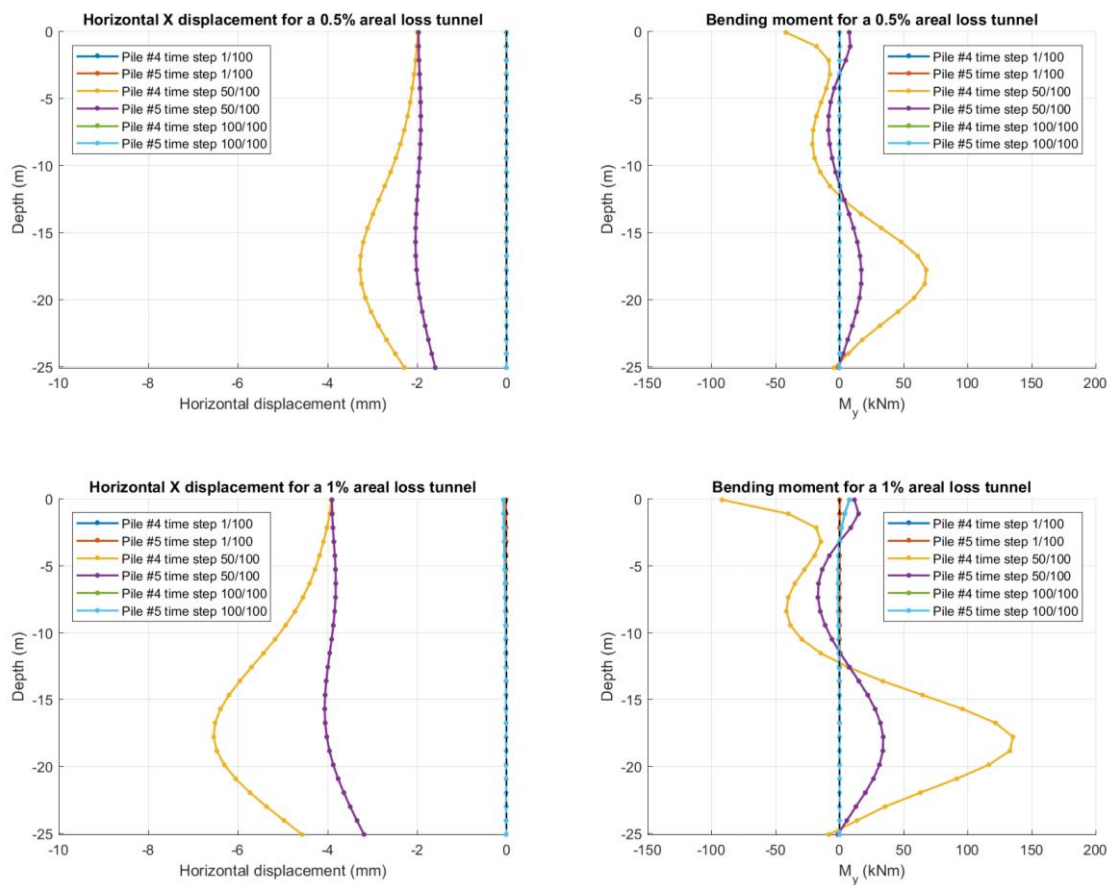 Horizontal X displacement for a 0.5% areal loss tunnel
0
-5
-10
-15
-20
-25
Depth (m)
Pile #4 time step 1/100
Pile #5 time step 1/100
Pile #4 time step 50/100
Pile #5 time step 50/100
Pile #4 time step 100/100
Pile #5 time step 100/100
-10 -8 -6 -4 -2 0
Horizontal displacement (mm)
Bending moment for a 0.5% areal loss tunnel
0
-5
-10
-15
-20
-25
Depth (m)
Pile #4 time step 1/100
Pile #5 time step 1/100
Pile #4 time step 50/100
Pile #5 time step 50/100
Pile #4 time step 100/100
Pile #5 time step 100/100
-150 -100 -50 0 50 100 150 200
M_y (kNm)
Horizontal X displacement for a 1% areal loss tunnel
0
-5
-10
-15
-20
-25
Depth (m)
Pile #4 time step 1/100
Pile #5 time step 1/100
Pile #4 time step 50/100
Pile #5 time step 50/100
Pile #4 time step 100/100
Pile #5 time step 100/100
-10 -8 -6 -4 -2 0
Horizontal displacement (mm)
Bending moment for a 1% areal loss tunnel
0
-5
-10
-15
-20
-25
Depth (m)
Pile #4 time step 1/100
Pile #5 time step 1/100
Pile #4 time step 50/100
Pile #5 time step 50/100
Pile #4 time step 100/100
Pile #5 time step 100/100
-150 -100 -50 0 50 100 150 200
M_y (kNm)